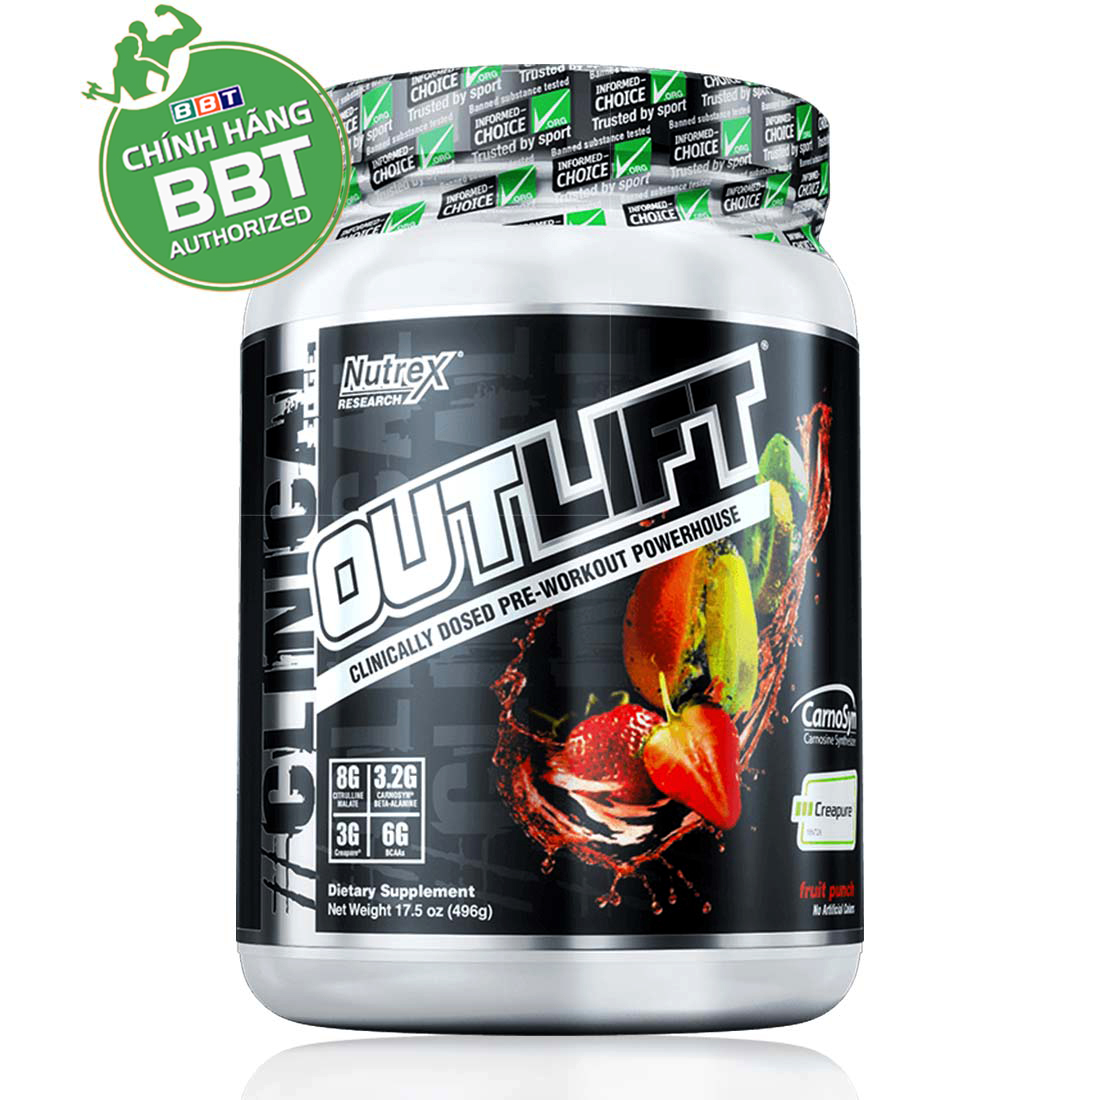 BBT
CHÍNH HÃNG
BBT
AUTHORIZED
INFORMED-
CHOICE
.ORG
Trusted by sport
Banned substance tested
Nutrex®
RESEARCH
OUTLIFT®
CLINICALLY DOSED PRE-WORKOUT POWERHOUSE
#CLINICAL
EDGE
8G
CITRULLINE
MALATE
3.2G
CARNOSYN®
BETA-ALANINE
3G
Creapure®
6G
BCAAs
Dietary Supplement
Net Weight 17.5 oz (496g)
CarnoSyn
Carnosine Synthesizer
Creapure
fruit punch
No Artificial Colors